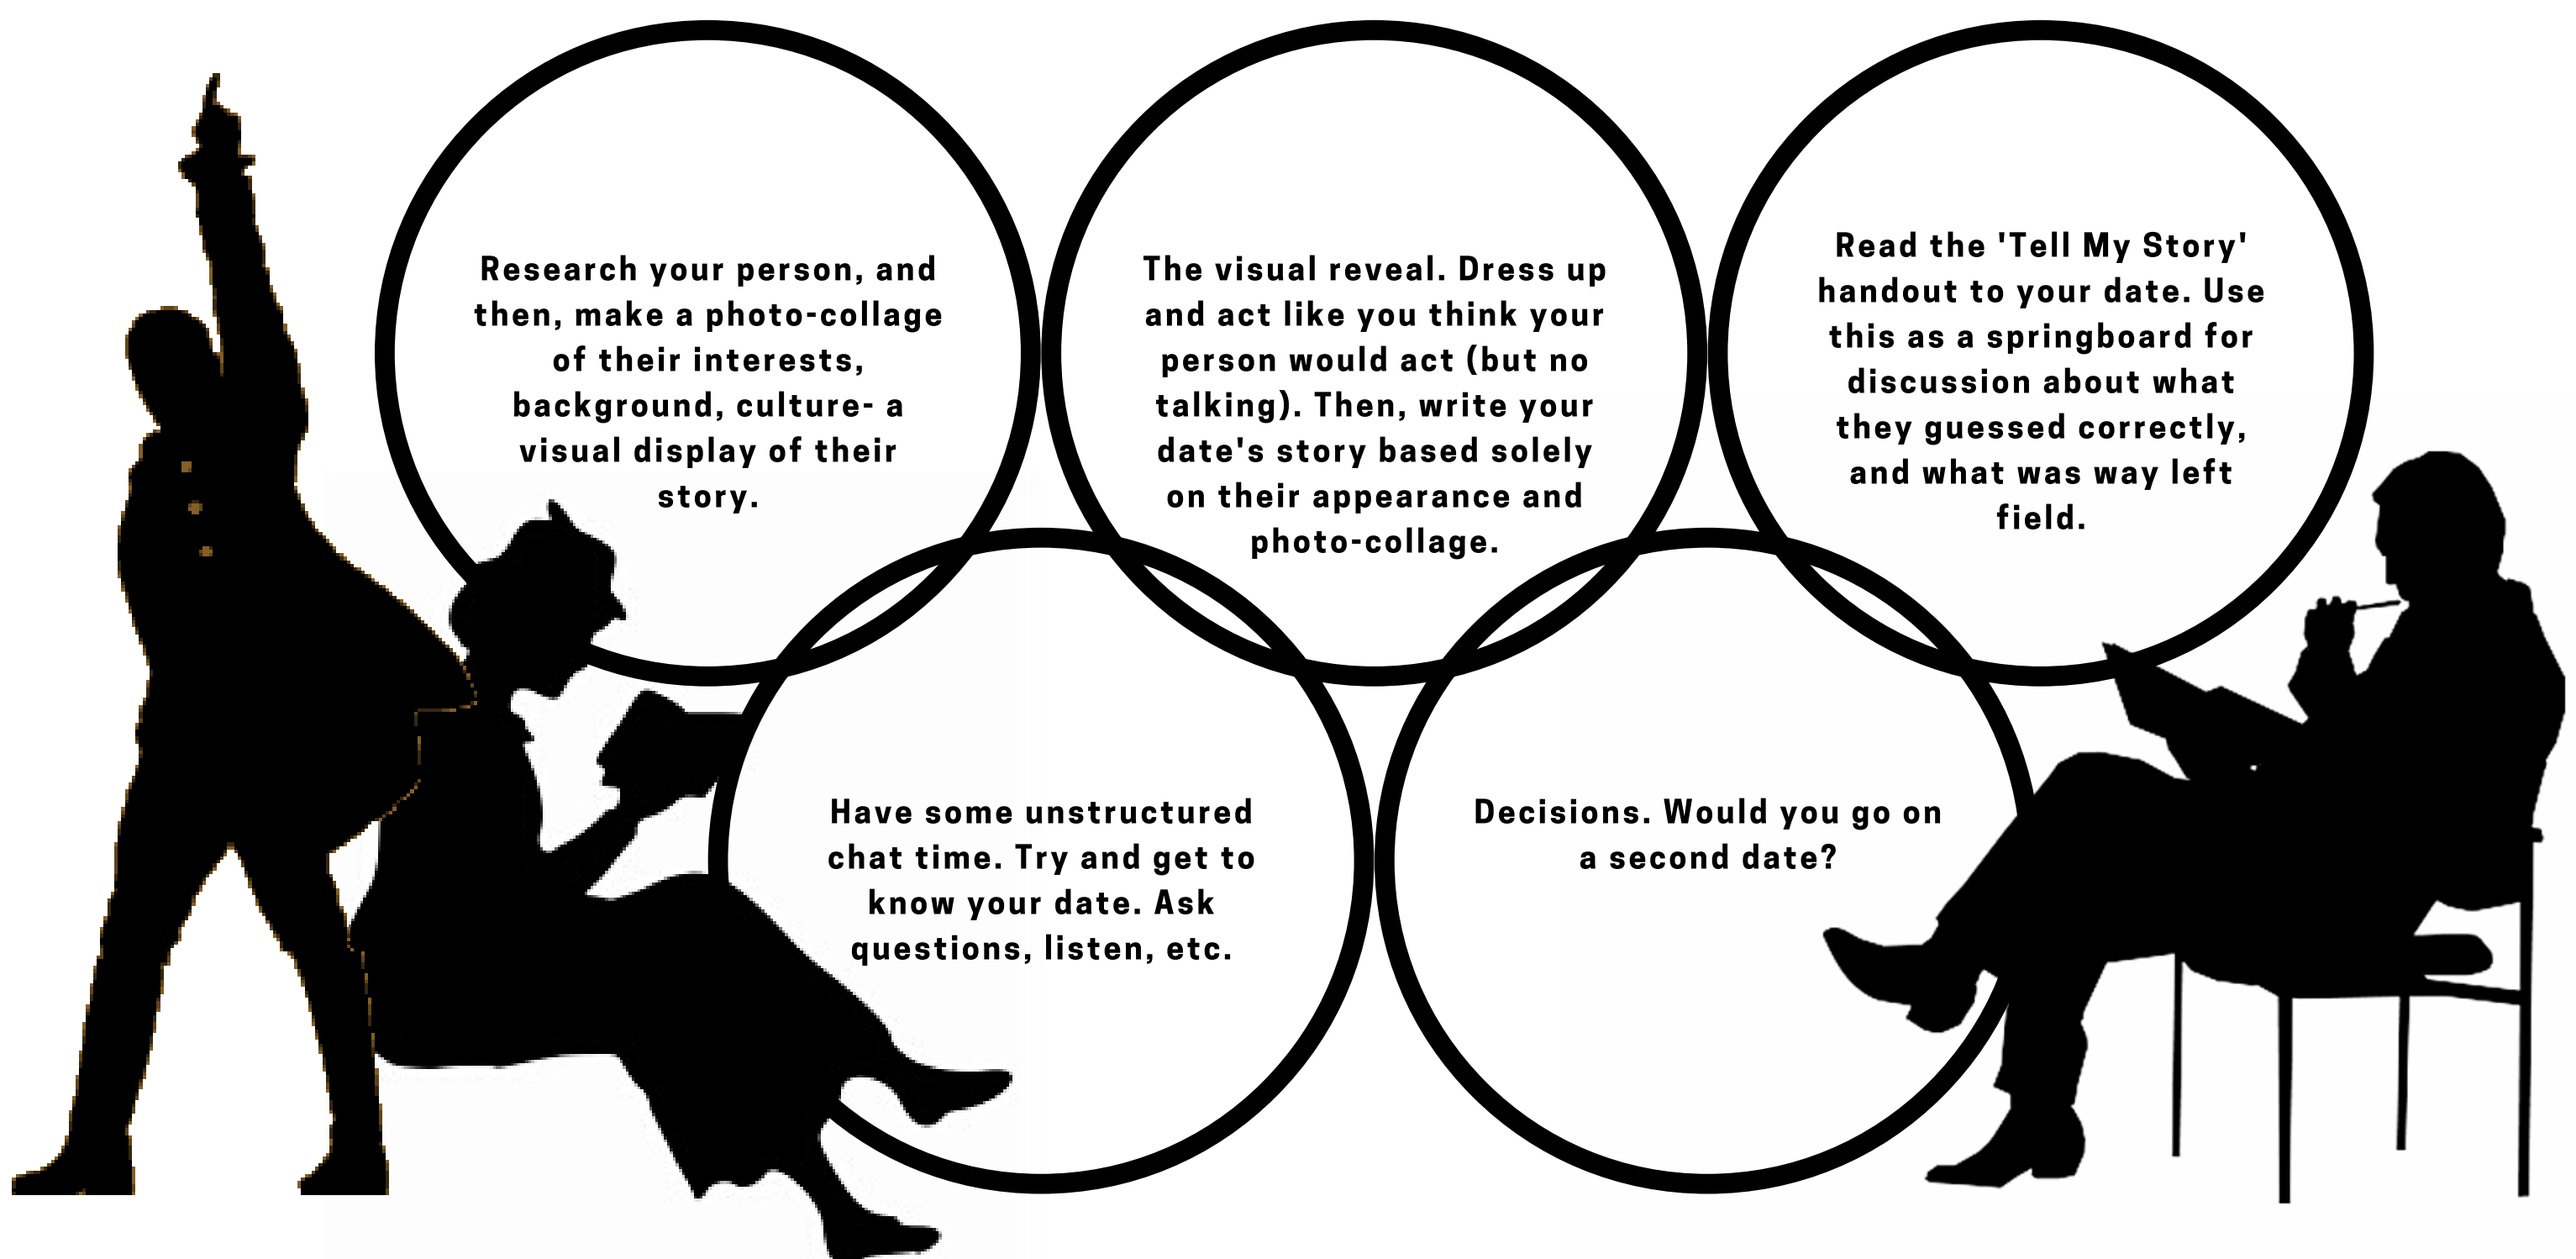 Research your person, and
then, make a photo-collage
of their interests,
background, culture- a
visual display of their
story.
The visual reveal. Dress up
and act like you think your
person would act (but no
talking). Then, write your
date's story based solely
on their appearance and
photo-collage.
Read the 'Tell My Story'
handout to your date. Use
this as a springboard for
discussion about what
they guessed correctly,
and what was way left
field.
Have some unstructured
chat time. Try and get to
know your date. Ask
questions, listen, etc.
Decisions. Would you go on
a second date?